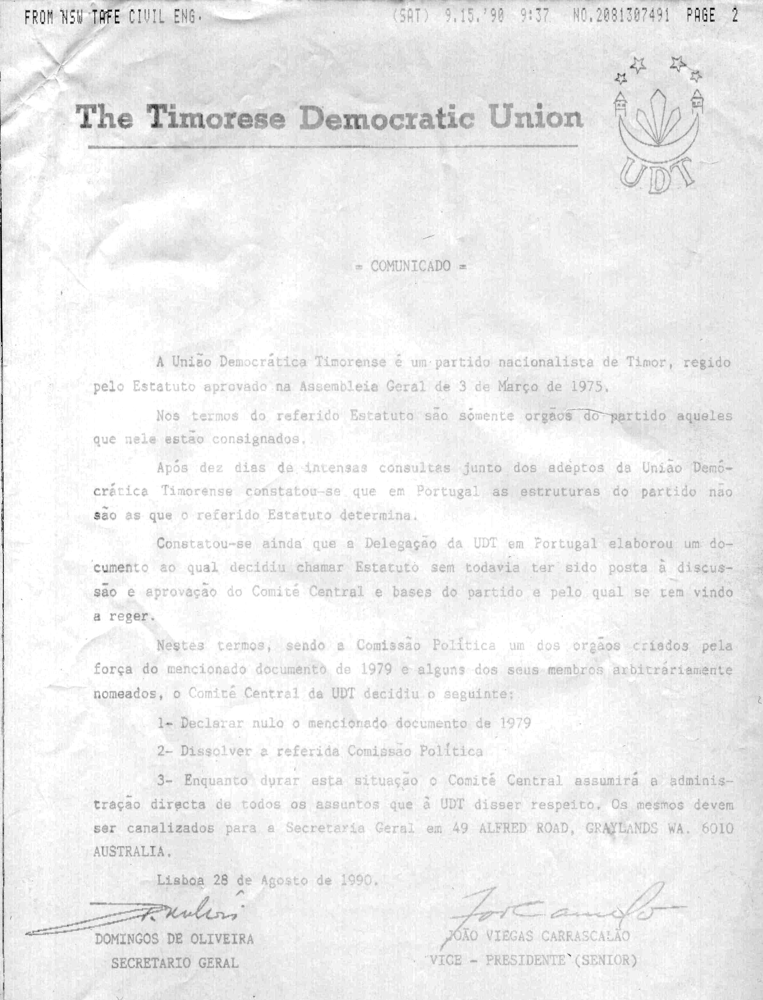 FROM NSW TAFE CIVIL ENG. (SAT) 9.15.'90 9:37 NO.2081307491 PAGE 2
The Timorese Democratic Union
UDT
= COMUNICADO =
A União Democrática Timorense é um partido nacionalista de Timor, regido
pelo Estatuto aprovado na Assembleia Geral de 3 de Março de 1975.
Nos termos do referido Estatuto são sómente orgãos do partido aqueles
que nele estão consignados.
Após dez dias de intensas consultas junto dos adeptos da União Demó-
crática Timorense constatou-se que em Portugal as estruturas do partido não
são as que o referido Estatuto determina.
Constatou-se ainda que a Delegação da UDT em Portugal elaborou um do-
cumento ao qual decidiu chamar Estatuto sem todavia ter sido posta à discus-
são e aprovação do Comité Central e bases do partido e pelo qual se tem vindo
a reger.
Nestes termos, sendo a Comissão Política um dos orgãos criados pela
força do mencionado documento de 1979 e alguns dos seus membros arbitráriamente
nomeados, o Comitê Central da UDT decidiu o seguinte:
1- Declarar nulo o mencionado documento de 1979
2- Dissolver a referida Comissão Política
3- Enquanto durar esta situação o Comité Central assumirá a adminis-
tração directa de todos os assuntos que à UDT disser respeito. Os mesmos devem
ser canalizados para a Secretaria Geral em 49 ALFRED ROAD, GRAYLANDS WA. 6010
AUSTRALIA.
Lisboa 28 de Agosto de 1990.
DOMINGOS DE OLIVEIRA
SECRETARIO GERAL
JOÃO VIEGAS CARRASCALÃO
VICE - PRESIDENTE (SENIOR)